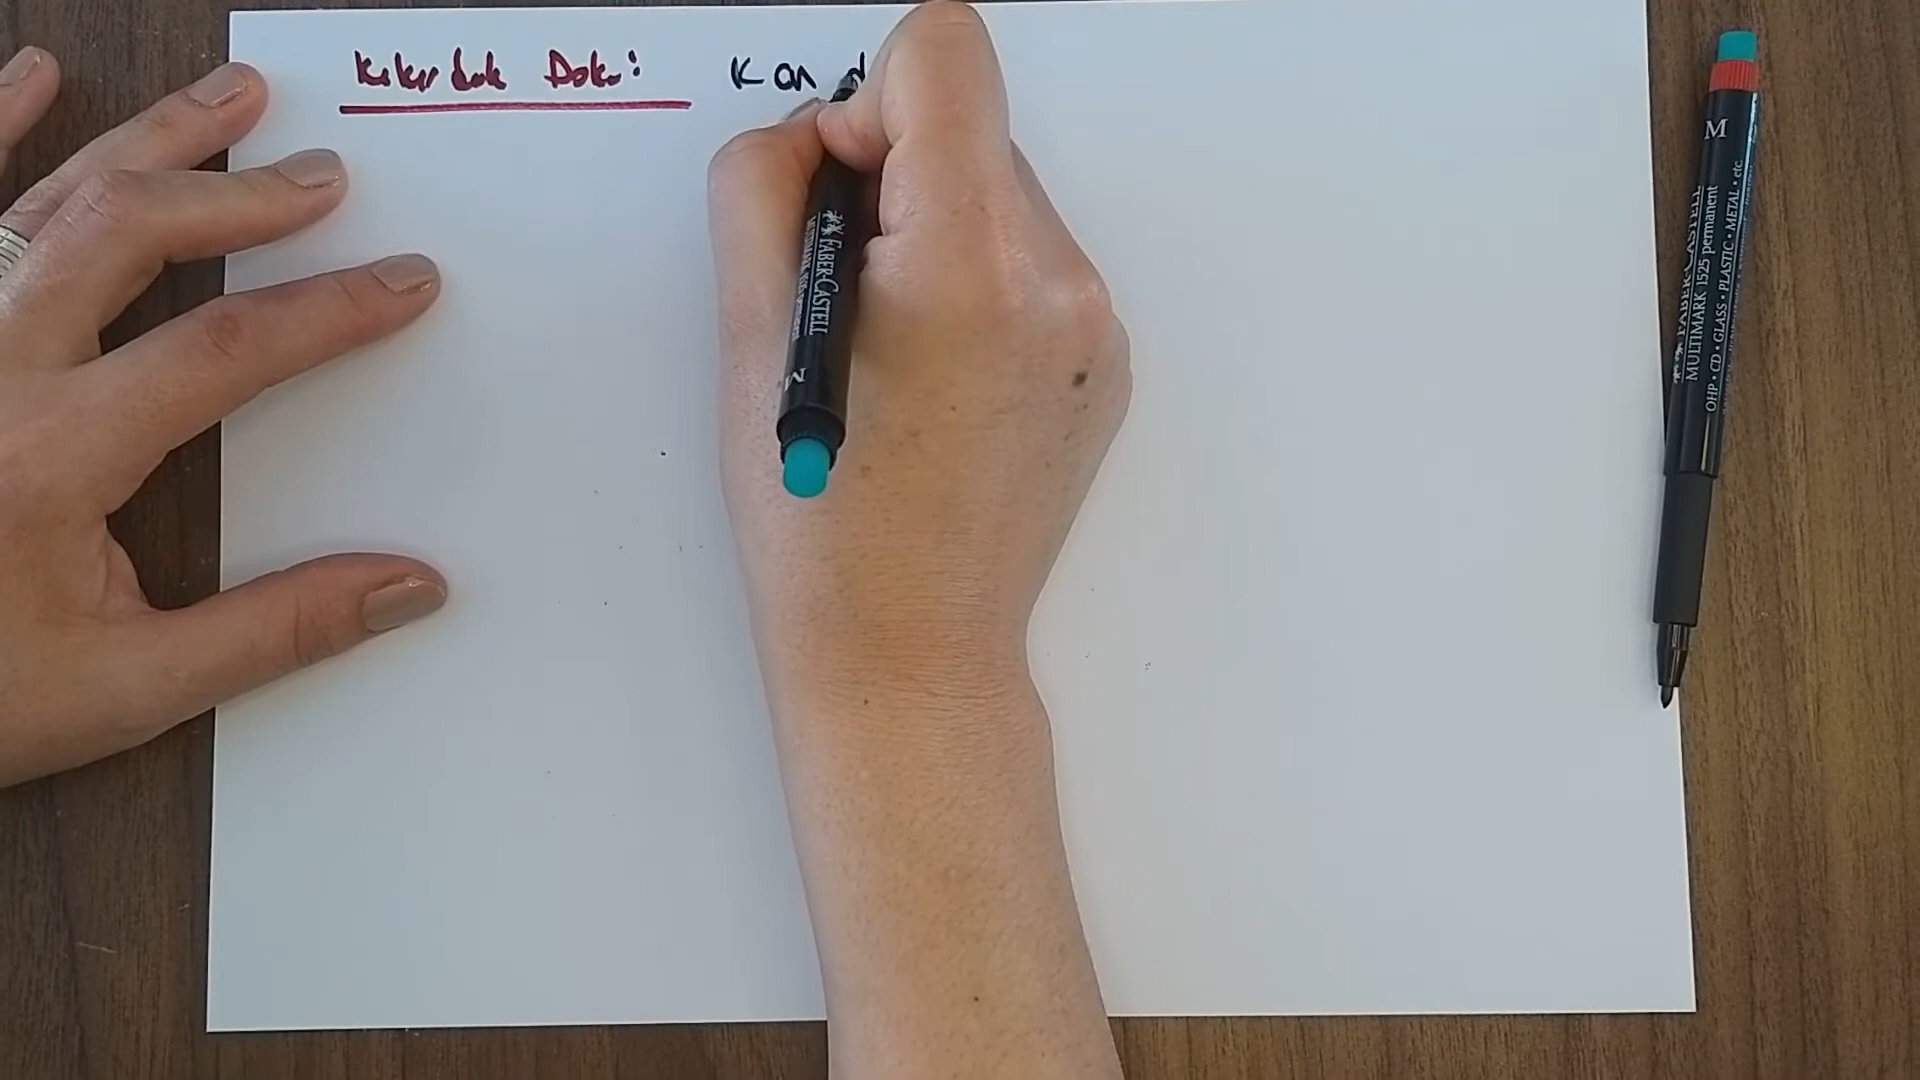 Kıkırdak Doku: Kan d
FABER-CASTELL
M
M
FABER-CASTELL
MULTIMARK 1525 permanent
OHP • CD • GLASS • PLASTIC • METAL • etc.